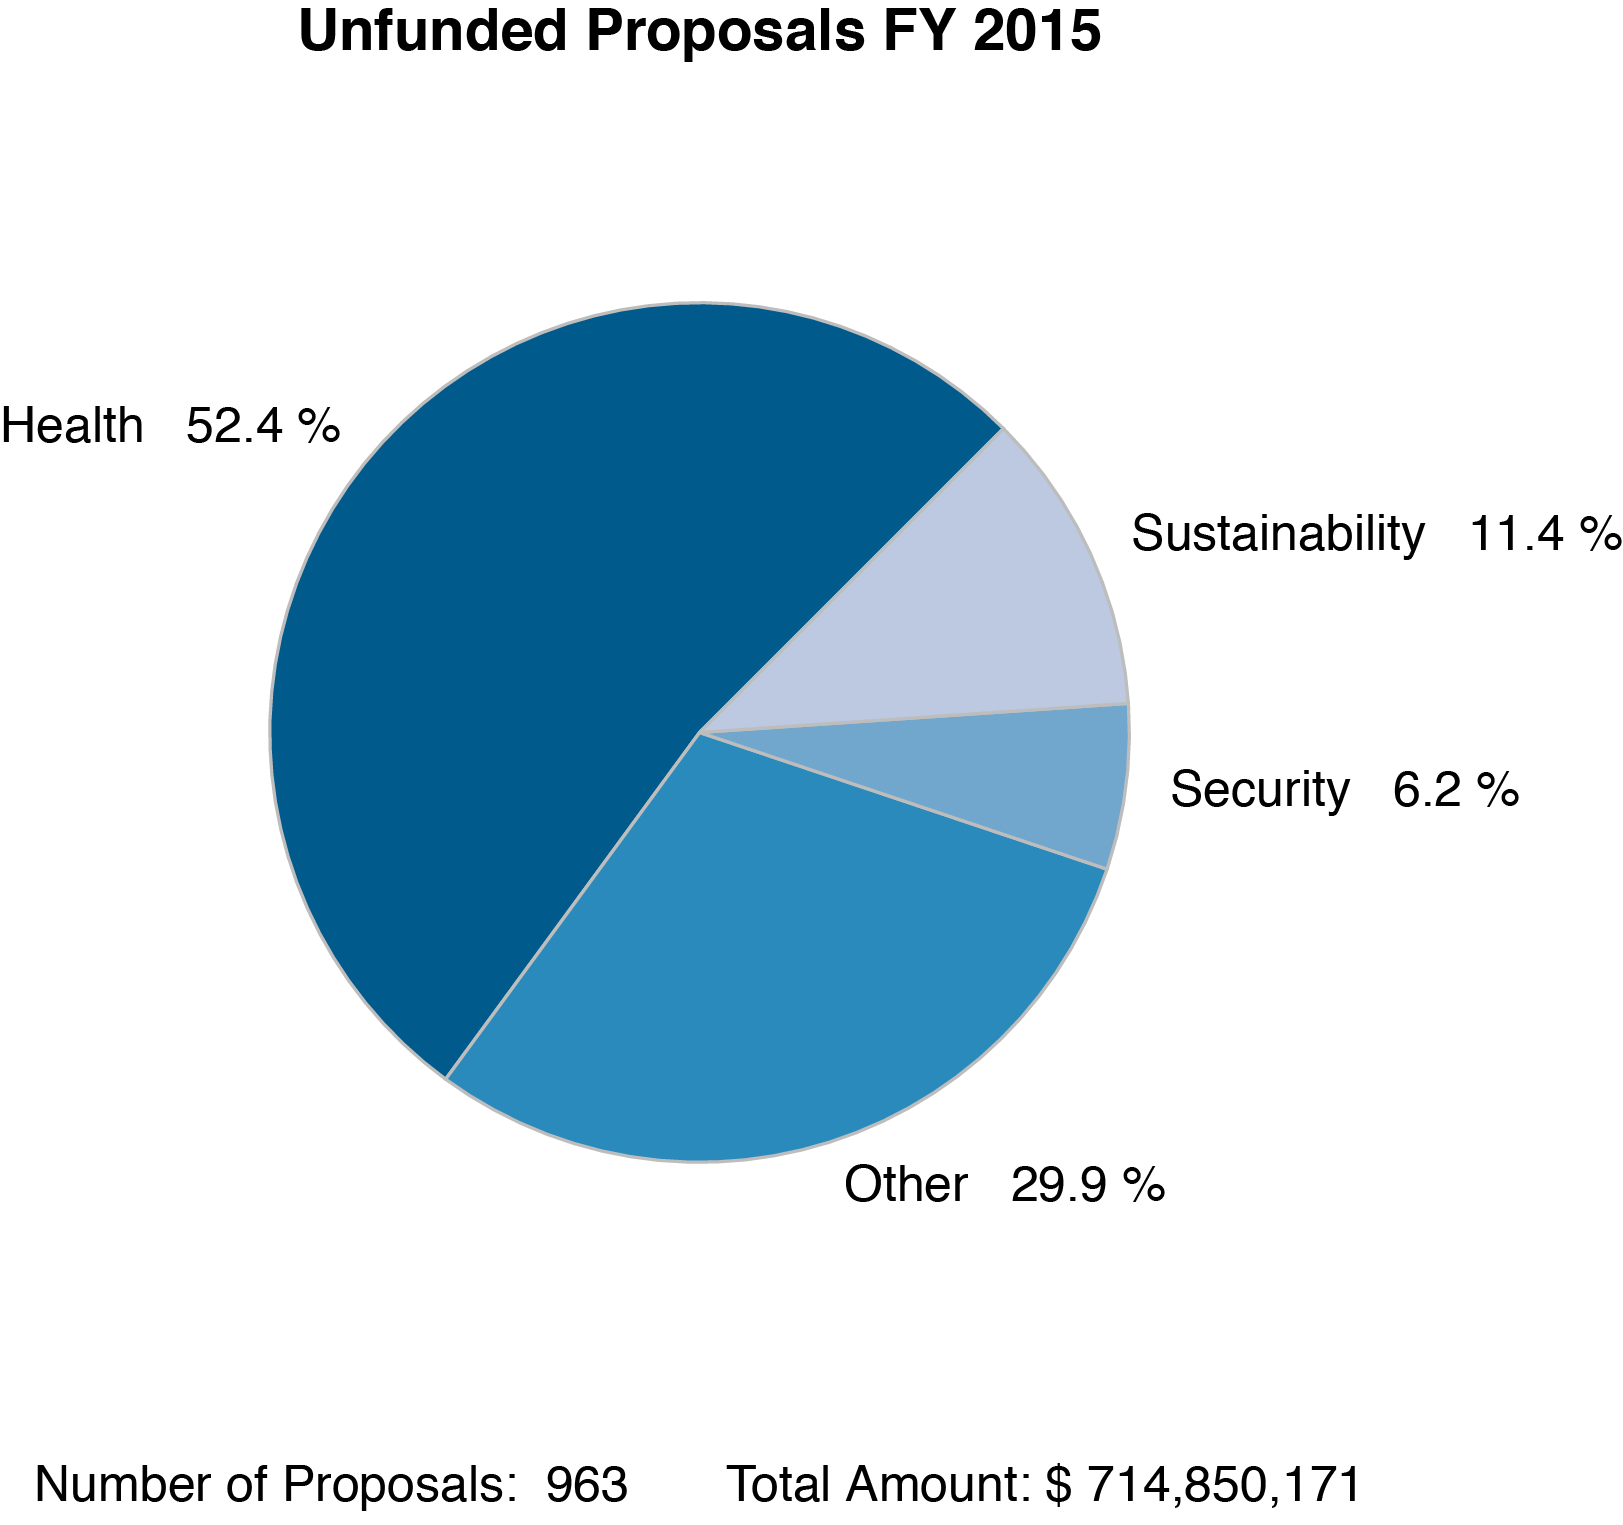 Unfunded Proposals FY 2015
Health 52.4 %
Sustainability 11.4 %
Security 6.2 %
Other 29.9 %
Number of Proposals: 963 Total Amount: $ 714,850,171